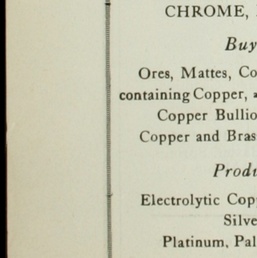 CHROME,
Buy
Ores, Mattes, Co
containing Copper,
Copper Bullio
Copper and Bras
Produ
Electrolytic Cop
Silve
Platinum, Pal